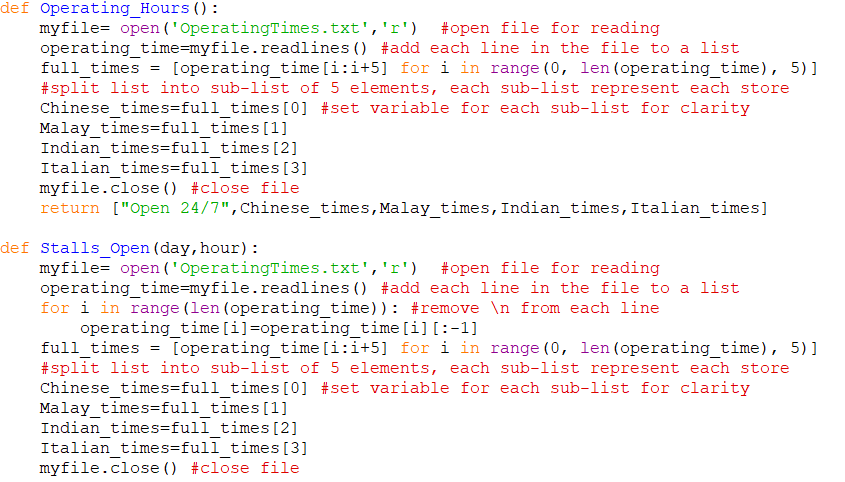 def Operating_Hours():
    myfile= open('OperatingTimes.txt','r')  #open file for reading
    operating_time=myfile.readlines() #add each line in the file to a list
    full_times = [operating_time[i:i+5] for i in range(0, len(operating_time), 5)]
    #split list into sub-list of 5 elements, each sub-list represent each store
    Chinese_times=full_times[0] #set variable for each sub-list for clarity
    Malay_times=full_times[1]
    Indian_times=full_times[2]
    Italian_times=full_times[3]
    myfile.close() #close file
    return ["Open 24/7",Chinese_times,Malay_times,Indian_times,Italian_times]

def Stalls_Open(day,hour):
    myfile= open('OperatingTimes.txt','r')  #open file for reading
    operating_time=myfile.readlines() #add each line in the file to a list
    for i in range(len(operating_time)): #remove \n from each line
        operating_time[i]=operating_time[i][:-1]
    full_times = [operating_time[i:i+5] for i in range(0, len(operating_time), 5)]
    #split list into sub-list of 5 elements, each sub-list represent each store
    Chinese_times=full_times[0] #set variable for each sub-list for clarity
    Malay_times=full_times[1]
    Indian_times=full_times[2]
    Italian_times=full_times[3]
    myfile.close() #close file